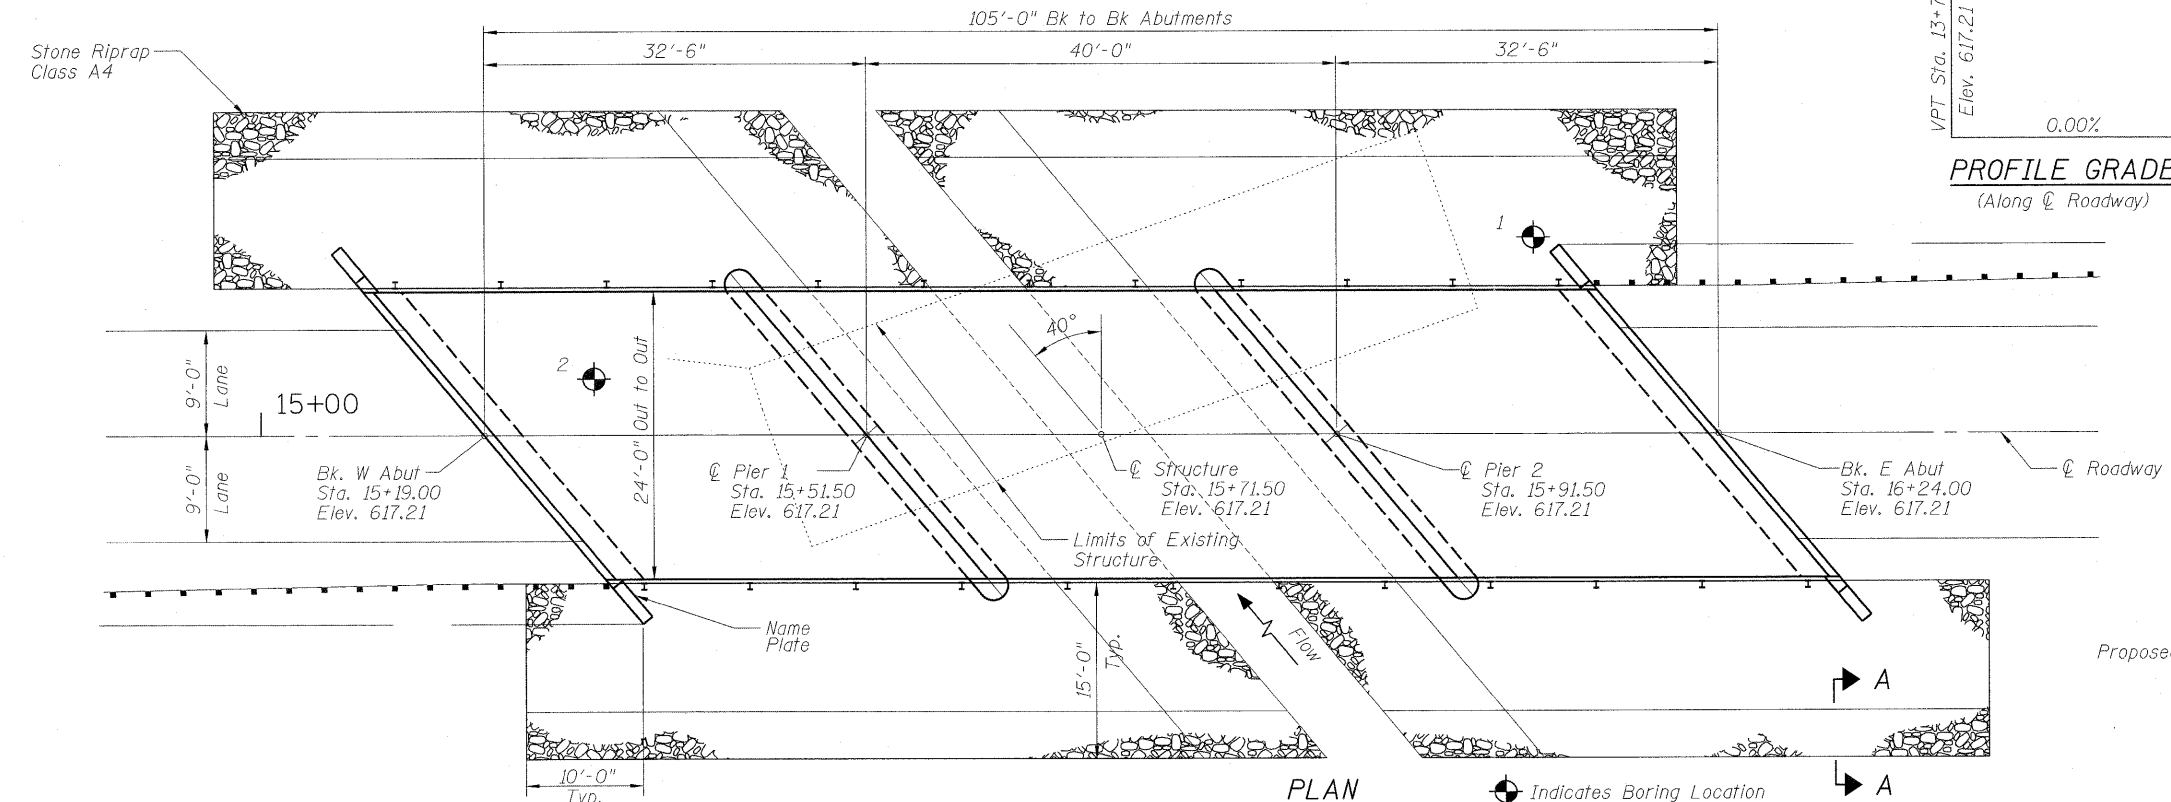 105'-0" Bk to Bk Abutments
32'-6"
40'-0"
32'-6"
Stone Riprap
Class A4
VPT Sta. 13+7
Elev. 617.21
0.00%
PROFILE GRADE
(Along ℄ Roadway)
1
2
40°
9'-0"
Lane
9'-0"
Lane
15+00
24'-0" Out to Out
Bk. W Abut
Sta. 15+19.00
Elev. 617.21
℄ Pier 1
Sta. 15+51.50
Elev. 617.21
℄ Structure
Sta. 15+71.50
Elev. 617.21
℄ Pier 2
Sta. 15+91.50
Elev. 617.21
Bk. E Abut
Sta. 16+24.00
Elev. 617.21
℄ Roadway
Limits of Existing
Structure
Name
Plate
15'-0"
Typ.
Flow
Propose
A
A
10'-0"
Typ.
PLAN
Indicates Boring Location